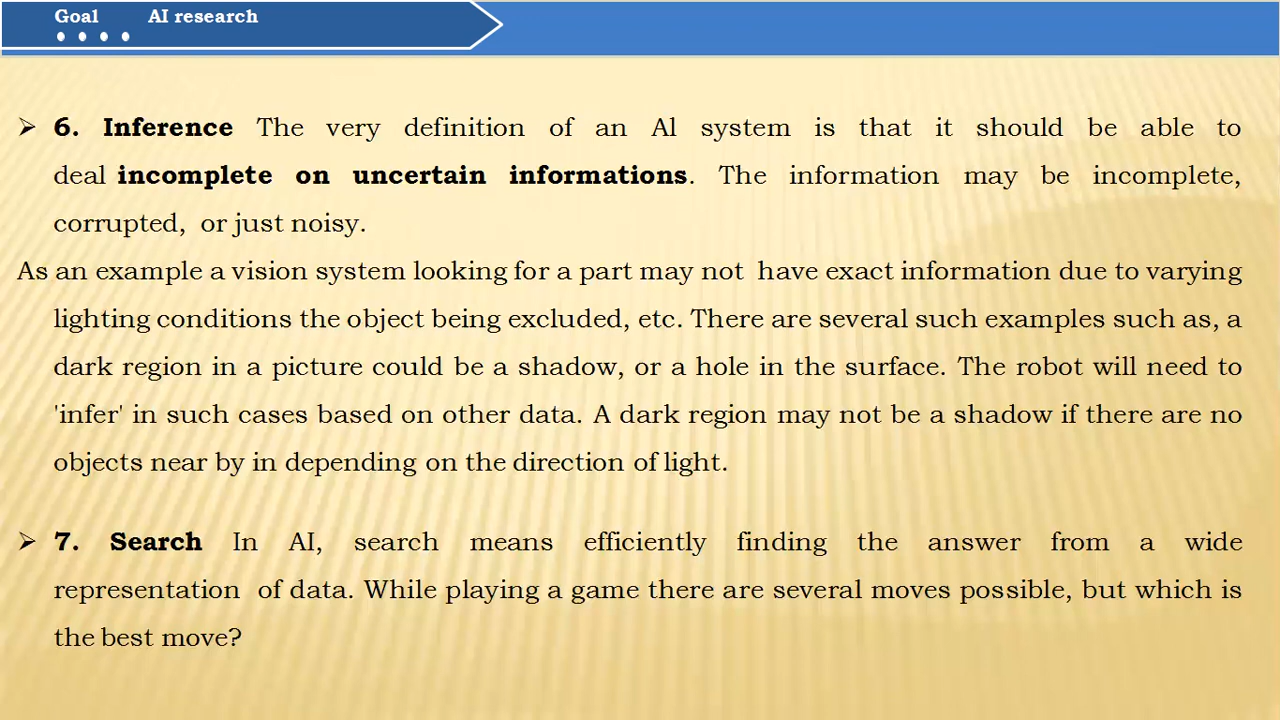 Goal AI research
➢ 6. Inference The very definition of an Al system is that it should be able to
deal incomplete on uncertain informations. The information may be incomplete,
corrupted, or just noisy.
As an example a vision system looking for a part may not have exact information due to varying
lighting conditions the object being excluded, etc. There are several such examples such as, a
dark region in a picture could be a shadow, or a hole in the surface. The robot will need to
'infer' in such cases based on other data. A dark region may not be a shadow if there are no
objects near by in depending on the direction of light.
➢ 7. Search In AI, search means efficiently finding the answer from a wide
representation of data. While playing a game there are several moves possible, but which is
the best move?